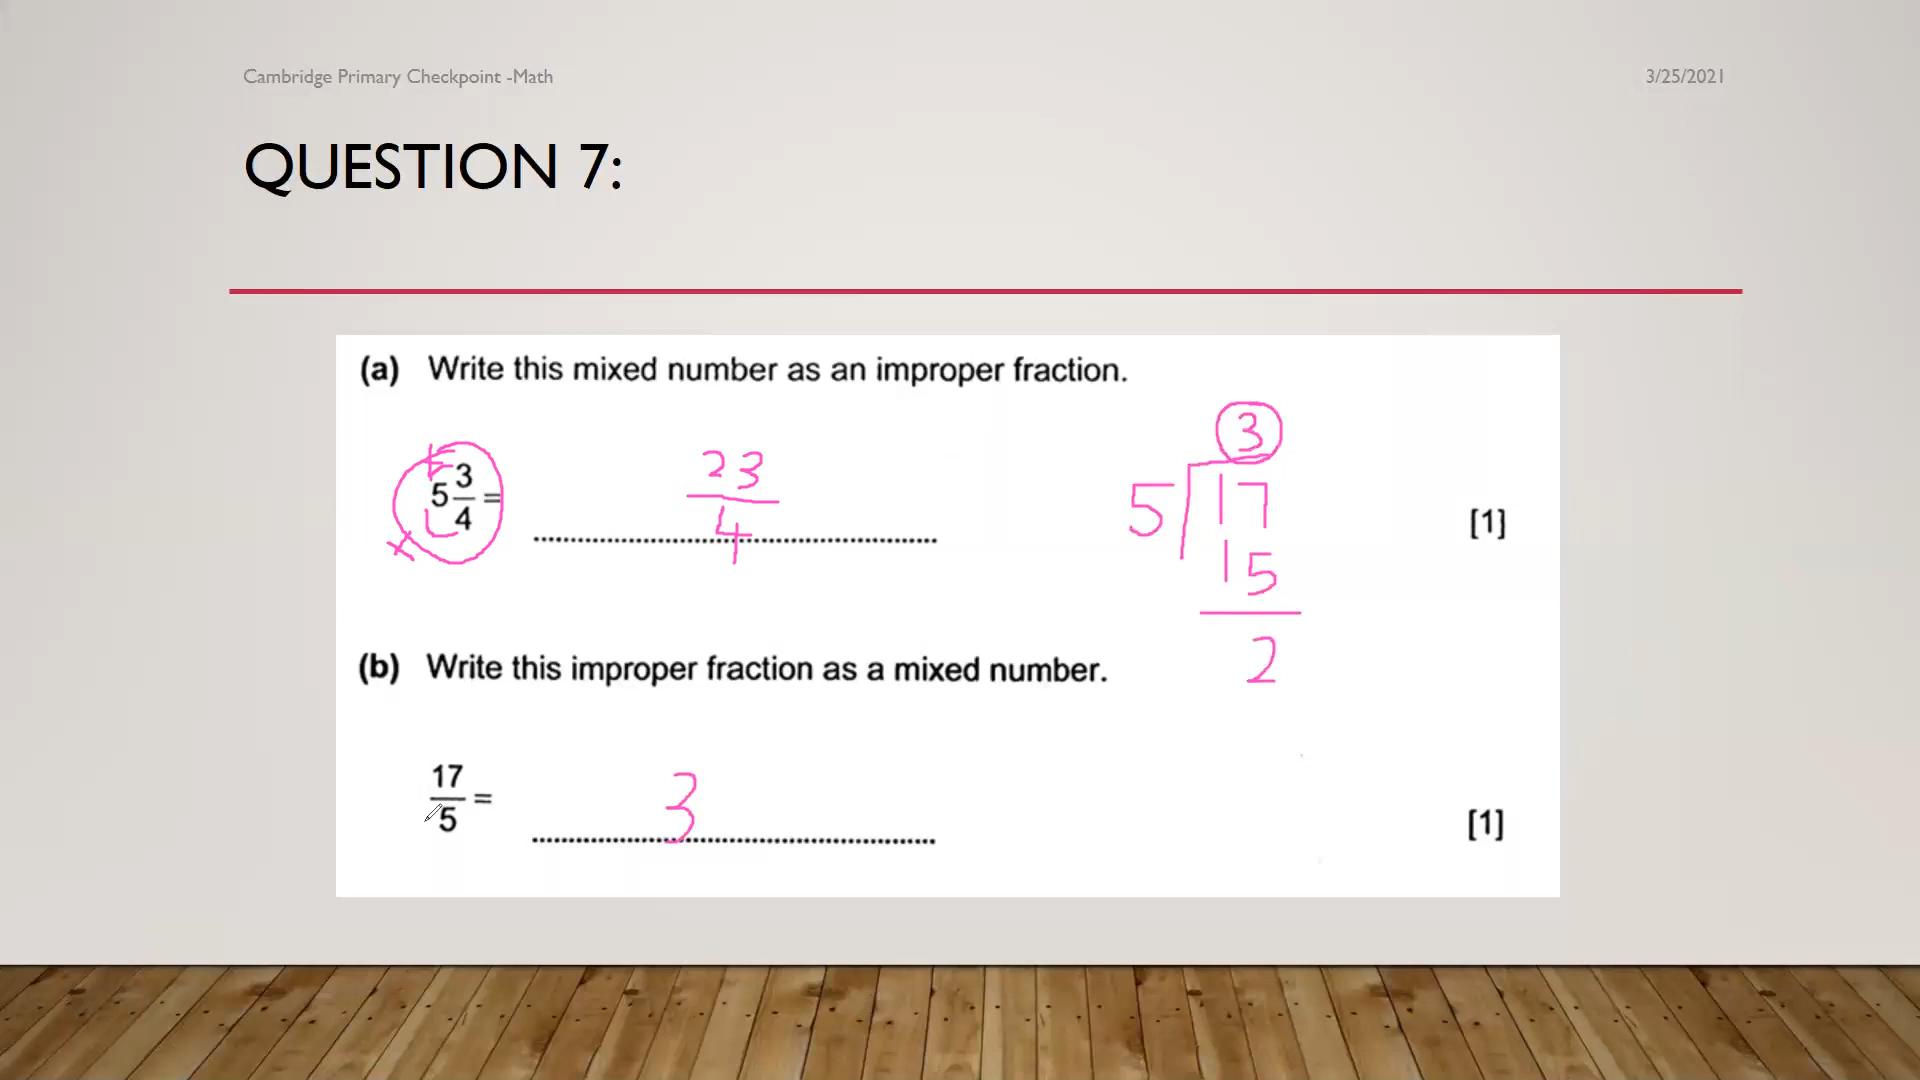 Cambridge Primary Checkpoint -Math
3/25/2021
QUESTION 7:
(a) Write this mixed number as an improper fraction.
5 3/4 = 23/4 [1]
3
5 17
15
2
(b) Write this improper fraction as a mixed number.
17/5 = 3 [1]